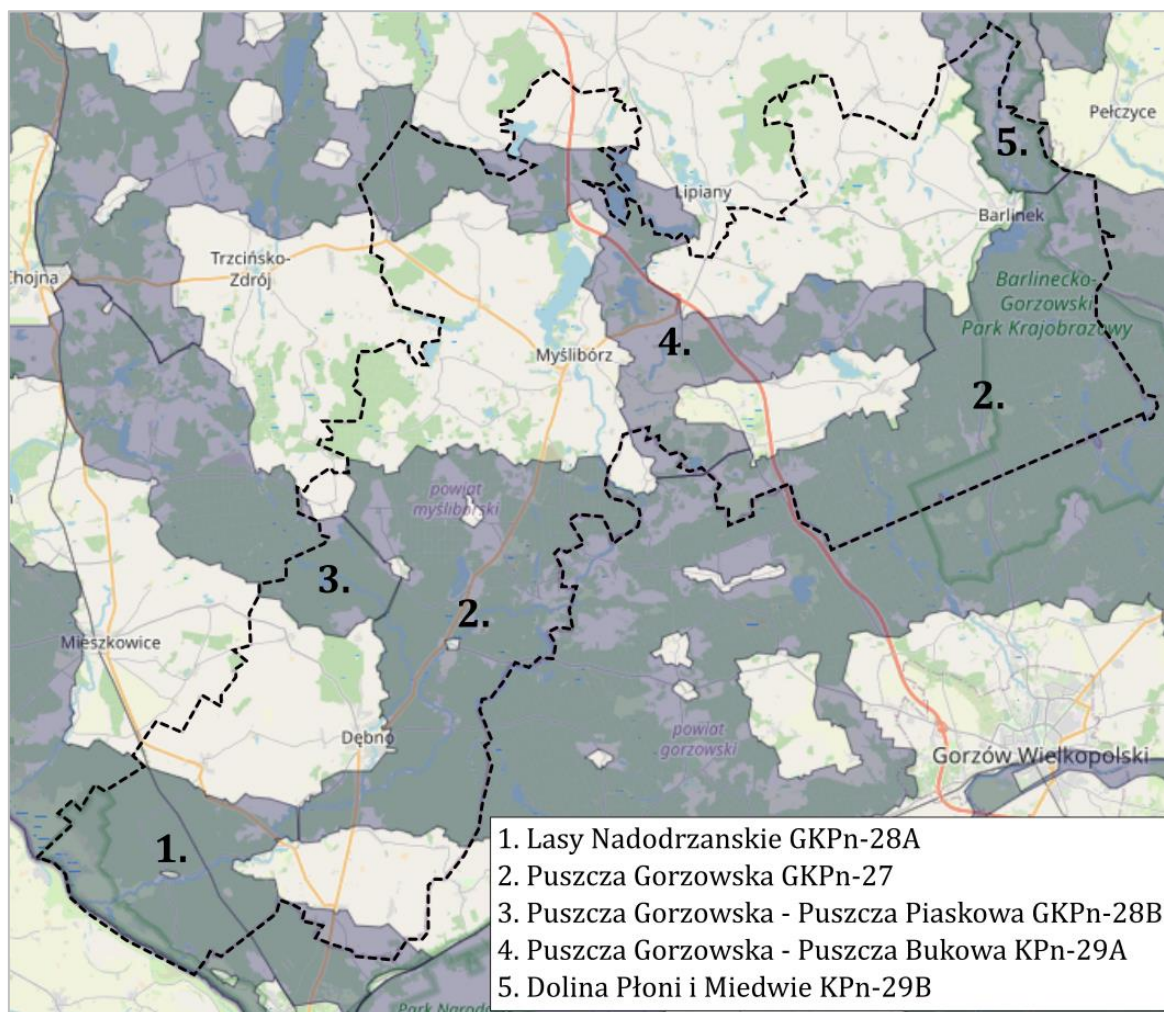 5.
Pełczyce
Lipiany
Barlinek
Trzcińsko-
Zdrój
Chojna
Barlinecko-
Gorzowski
Park Krajobrazowy
4.
Myślibórz
2.
powiat
myśliborski
3.
2.
Mieszkowice
Dębno
powiat
gorzowski
Gorzów Wielkopolski
1.
1. Lasy Nadodrzanskie GKPn-28A
2. Puszcza Gorzowska GKPn-27
3. Puszcza Gorzowska - Puszcza Piaskowa GKPn-28B
4. Puszcza Gorzowska - Puszcza Bukowa KPn-29A
5. Dolina Płoni i Miedwie KPn-29B
Park Narodo